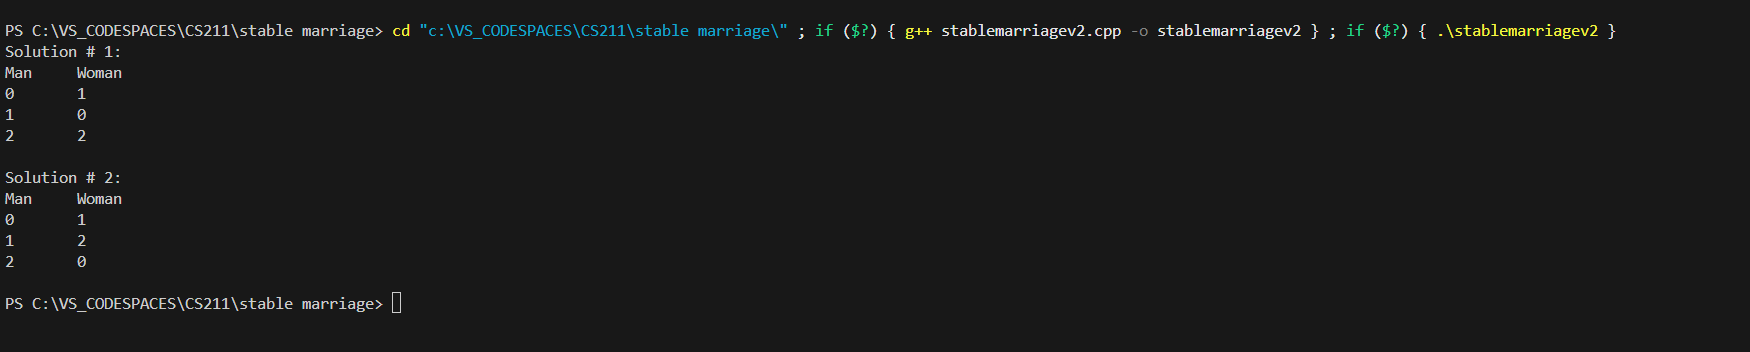 PS C:\VS_CODESPACES\CS211\stable marriage> cd "c:\VS_CODESPACES\CS211\stable marriage\" ; if ($?) { g++ stablemarriagev2.cpp -o stablemarriagev2 } ; if ($?) { .\stablemarriagev2 }
Solution # 1:
Man     Woman
0       1
1       0
2       2

Solution # 2:
Man     Woman
0       1
1       2
2       0

PS C:\VS_CODESPACES\CS211\stable marriage>